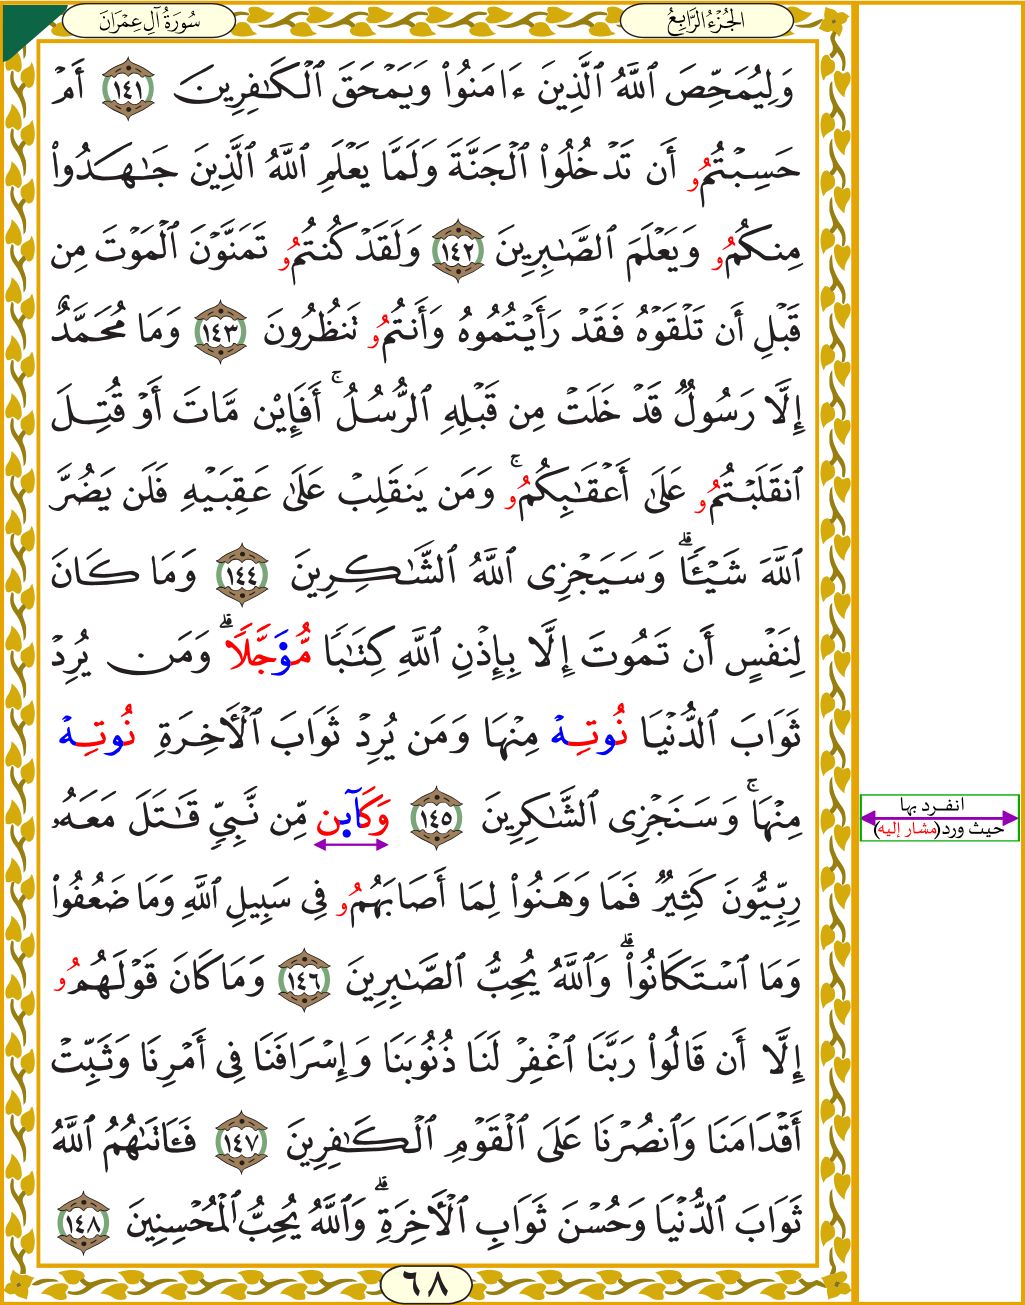 الجُزْءُ الرَّابِعُ
سُورَةُ آلِ عِمْرَانَ
وَلِيُمَحِّصَ ٱللَّهُ ٱلَّذِينَ ءَامَنُوا۟ وَيَمْحَقَ ٱلْكَـٰفِرِينَ ١٤١ أَمْ
حَسِبْتُمُو أَن تَدْخُلُوا۟ ٱلْجَنَّةَ وَلَمَّا يَعْلَمِ ٱللَّهُ ٱلَّذِينَ جَـٰهَدُوا۟
مِنكُمُو وَيَعْلَمَ ٱلصَّـٰبِرِينَ ١٤٢ وَلَقَدْ كُنتُمُو تَمَنَّوْنَ ٱلْمَوْتَ مِن
قَبْلِ أَن تَلْقَوْهُ فَقَدْ رَأَيْتُمُوهُ وَأَنتُمُو تَنظُرُونَ ١٤٣ وَمَا مُحَمَّدٌ
إِلَّا رَسُولٌ قَدْ خَلَتْ مِن قَبْلِهِ ٱلرُّسُلُ ۚ أَفَإِي۟ن مَّاتَ أَوْ قُتِلَ
ٱنقَلَبْتُمُو عَلَىٰ أَعْقَـٰبِكُمُو ۚ وَمَن يَنقَلِبْ عَلَىٰ عَقِبَيْهِ فَلَن يَضُرَّ
ٱللَّهَ شَيْـًٔا ۗ وَسَيَجْزِى ٱللَّهُ ٱلشَّـٰكِرِينَ ١٤٤ وَمَا كَانَ
لِنَفْسٍ أَن تَمُوتَ إِلَّا بِإِذْنِ ٱللَّهِ كِتَـٰبًا مُّوَ۬جَّلًا ۗ وَمَن يُرِدْ
ثَوَابَ ٱلدُّنْيَا نُوتِهْ مِنْهَا وَمَن يُرِدْ ثَوَابَ ٱلْأَخِرَةِ نُوتِهْ
مِنْهَا ۚ وَسَنَجْزِى ٱلشَّـٰكِرِينَ ١٤٥ وَكَآى۪ٕن مِّن نَّبِىٍّ قَـٰتَلَ مَعَهُۥ
رِبِّيُّونَ كَثِيرٌ فَمَا وَهَنُوا۟ لِمَا أَصَابَهُمُو فِى سَبِيلِ ٱللَّهِ وَمَا ضَعُفُوا۟
وَمَا ٱسْتَكَانُوا۟ ۗ وَٱللَّهُ يُحِبُّ ٱلصَّـٰبِرِينَ ١٤٦ وَمَا كَانَ قَوْلَهُمُو
إِلَّا أَن قَالُوا۟ رَبَّنَا ٱغْفِرْ لَنَا ذُنُوبَنَا وَإِسْرَافَنَا فِى أَمْرِنَا وَثَبِّتْ
أَقْدَامَنَا وَٱنصُرْنَا عَلَى ٱلْقَوْمِ ٱلْكَـٰفِرِينَ ١٤٧ فَـَٔاتَىٰهُمُ ٱللَّهُ
ثَوَابَ ٱلدُّنْيَا وَحُسْنَ ثَوَابِ ٱلْأَخِرَةِ ۗ وَٱللَّهُ يُحِبُّ ٱلْمُحْسِنِينَ ١٤٨
انفرد بها
حيث ورد(مشار إليه)
٦٨